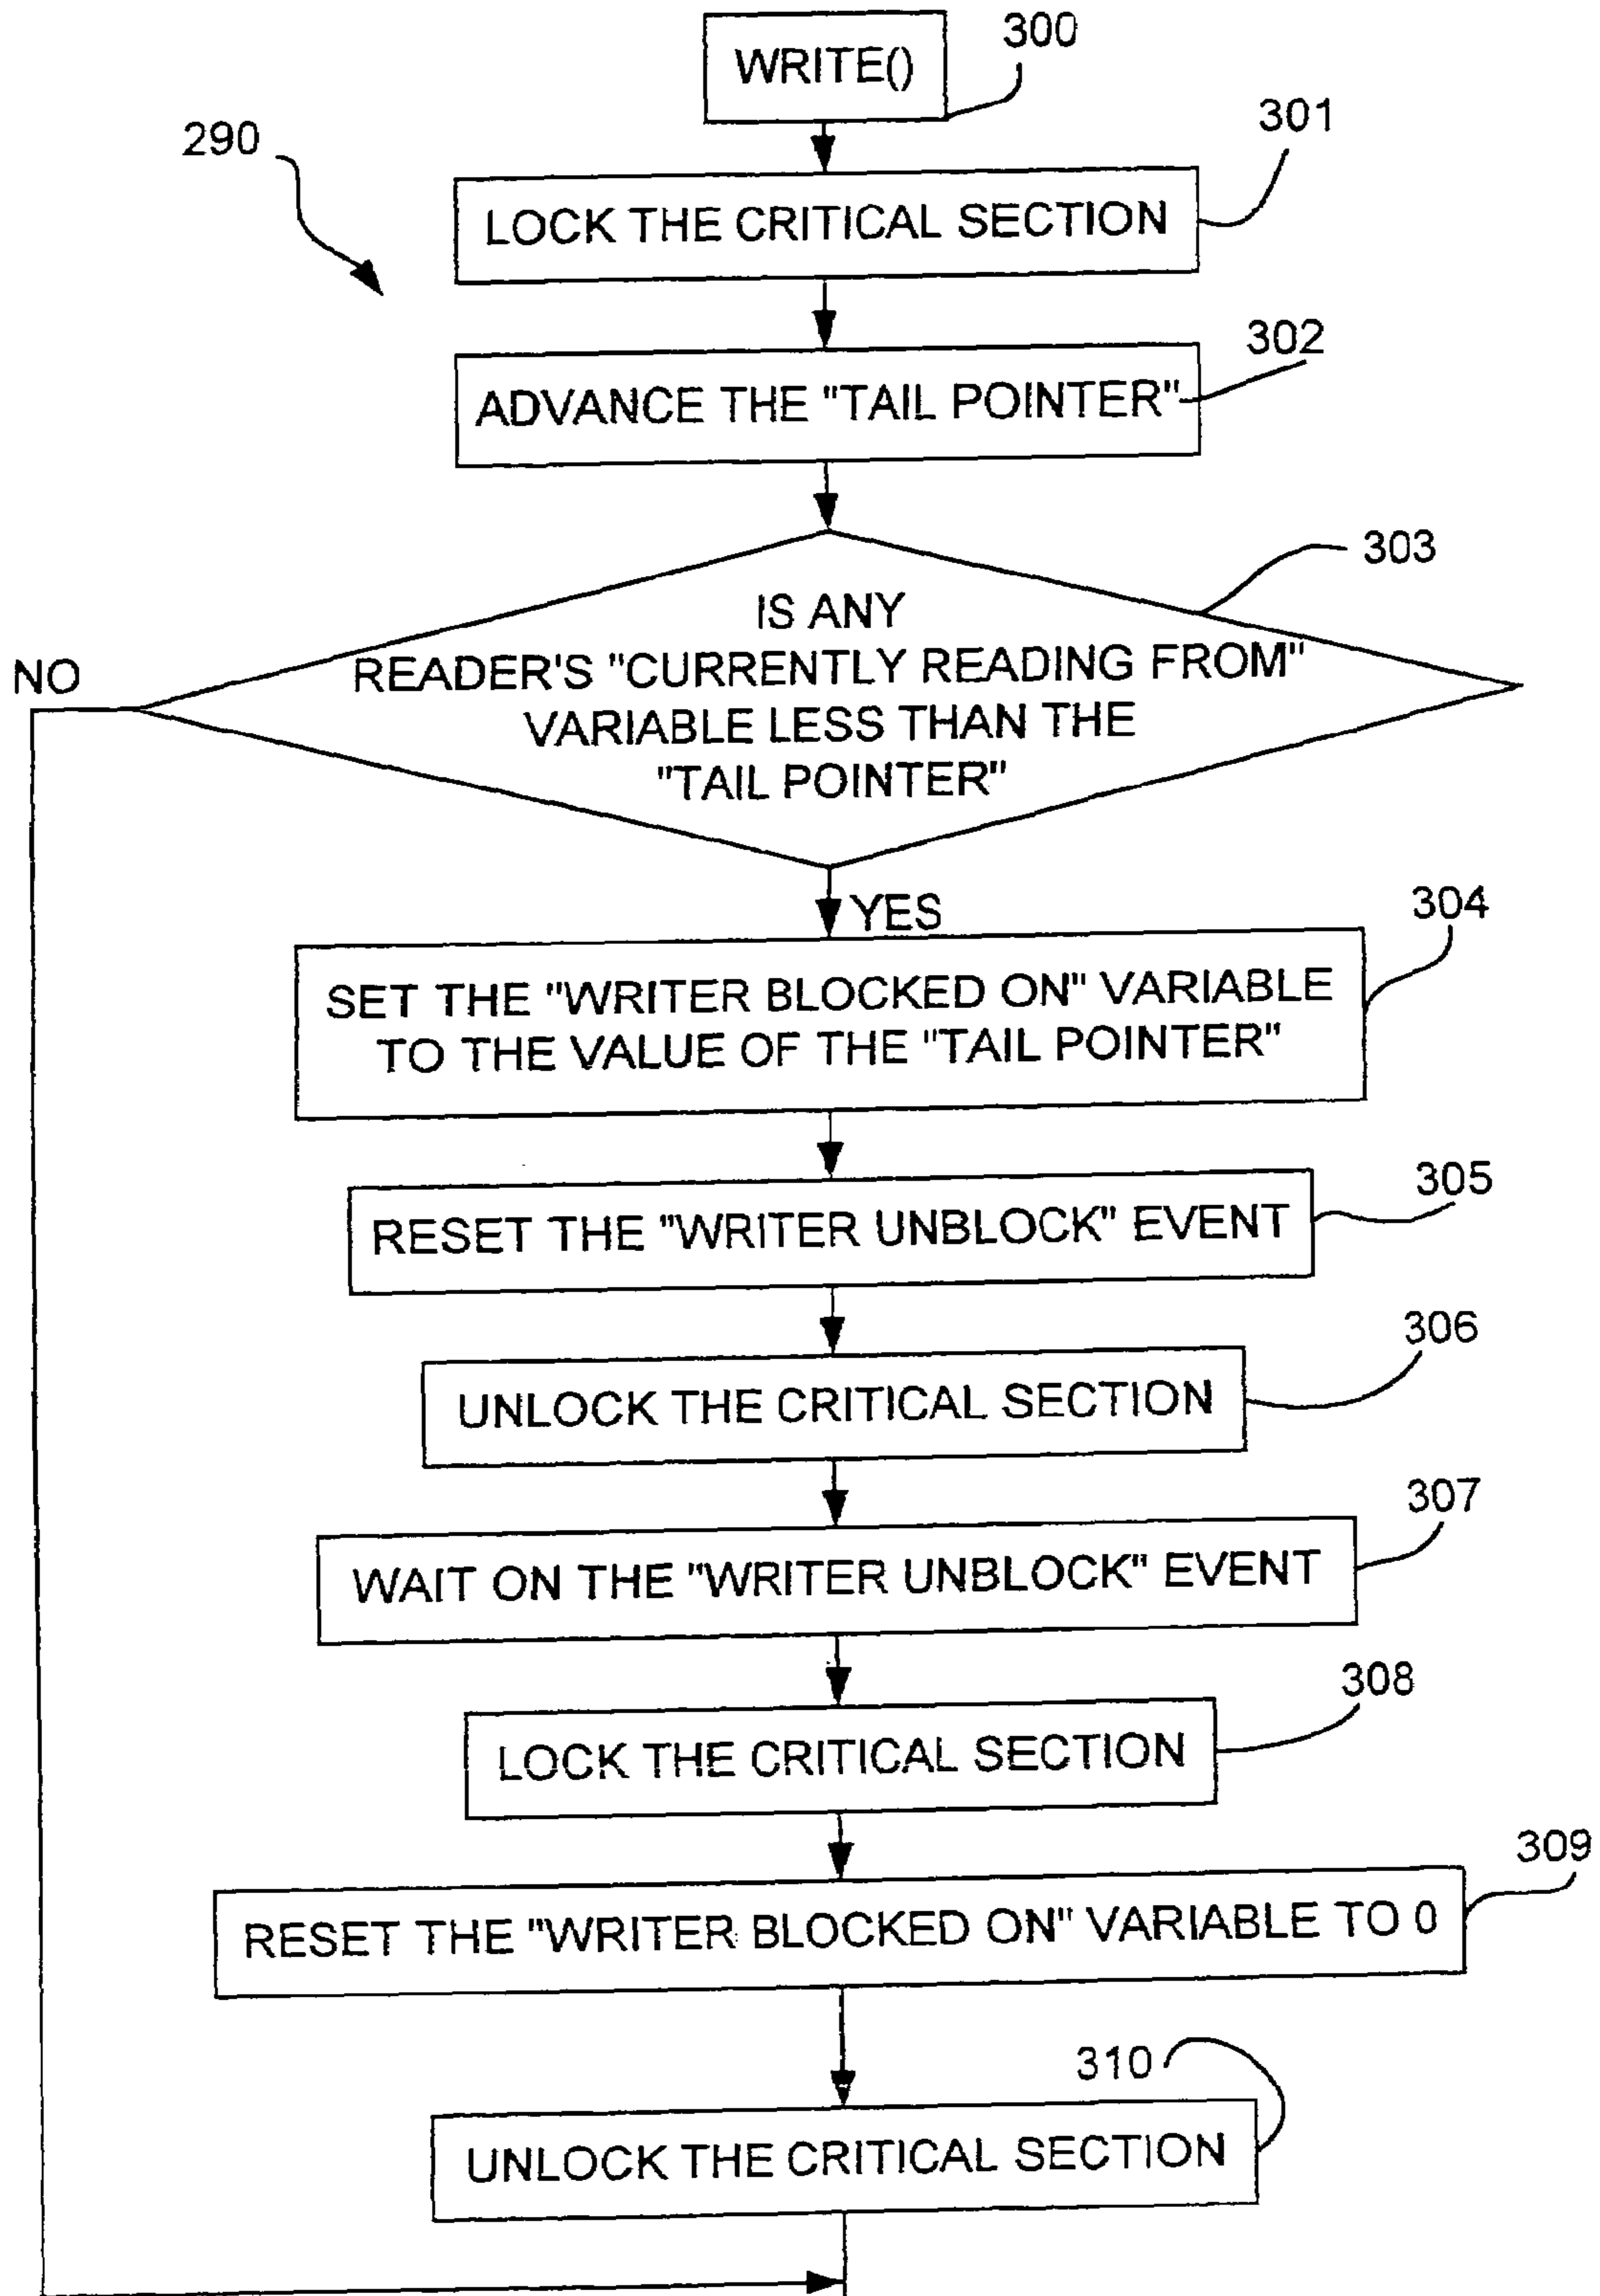 WRITE()
300
290
301
LOCK THE CRITICAL SECTION
302
ADVANCE THE "TAIL POINTER"
303
IS ANY
READER'S "CURRENTLY READING FROM"
VARIABLE LESS THAN THE
"TAIL POINTER"
NO
YES
304
SET THE "WRITER BLOCKED ON" VARIABLE
TO THE VALUE OF THE "TAIL POINTER"
305
RESET THE "WRITER UNBLOCK" EVENT
306
UNLOCK THE CRITICAL SECTION
307
WAIT ON THE "WRITER UNBLOCK" EVENT
308
LOCK THE CRITICAL SECTION
309
RESET THE "WRITER BLOCKED ON" VARIABLE TO 0
310
UNLOCK THE CRITICAL SECTION